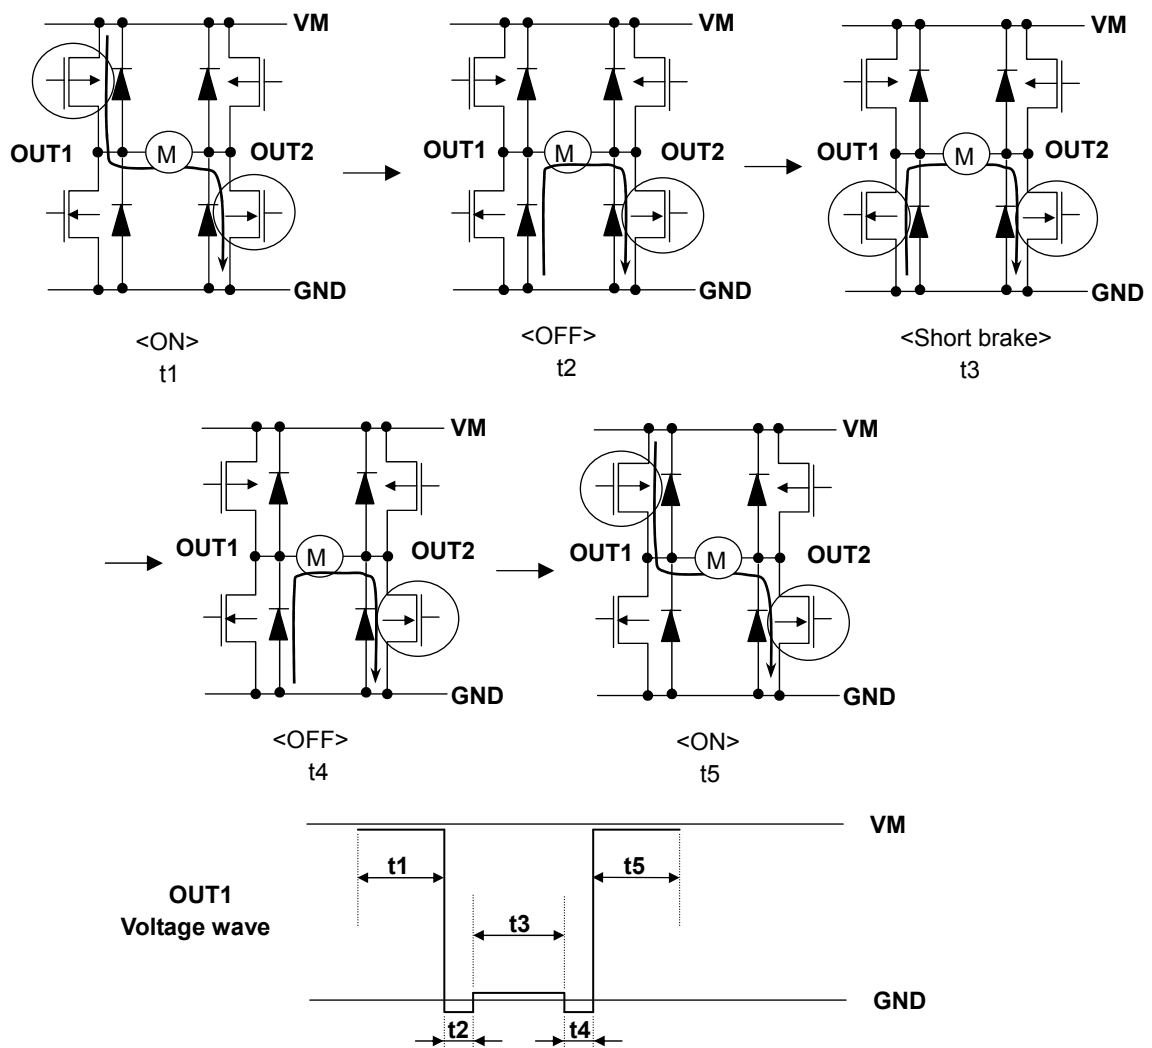 VM
OUT1
M
OUT2
GND
<ON>
t1
VM
OUT1
M
OUT2
GND
<OFF>
t2
VM
OUT1
M
OUT2
GND
<Short brake>
t3
VM
OUT1
M
OUT2
GND
<OFF>
t4
VM
OUT1
M
OUT2
GND
<ON>
t5
VM
t1
t5
OUT1
Voltage wave
t3
GND
t2
t4